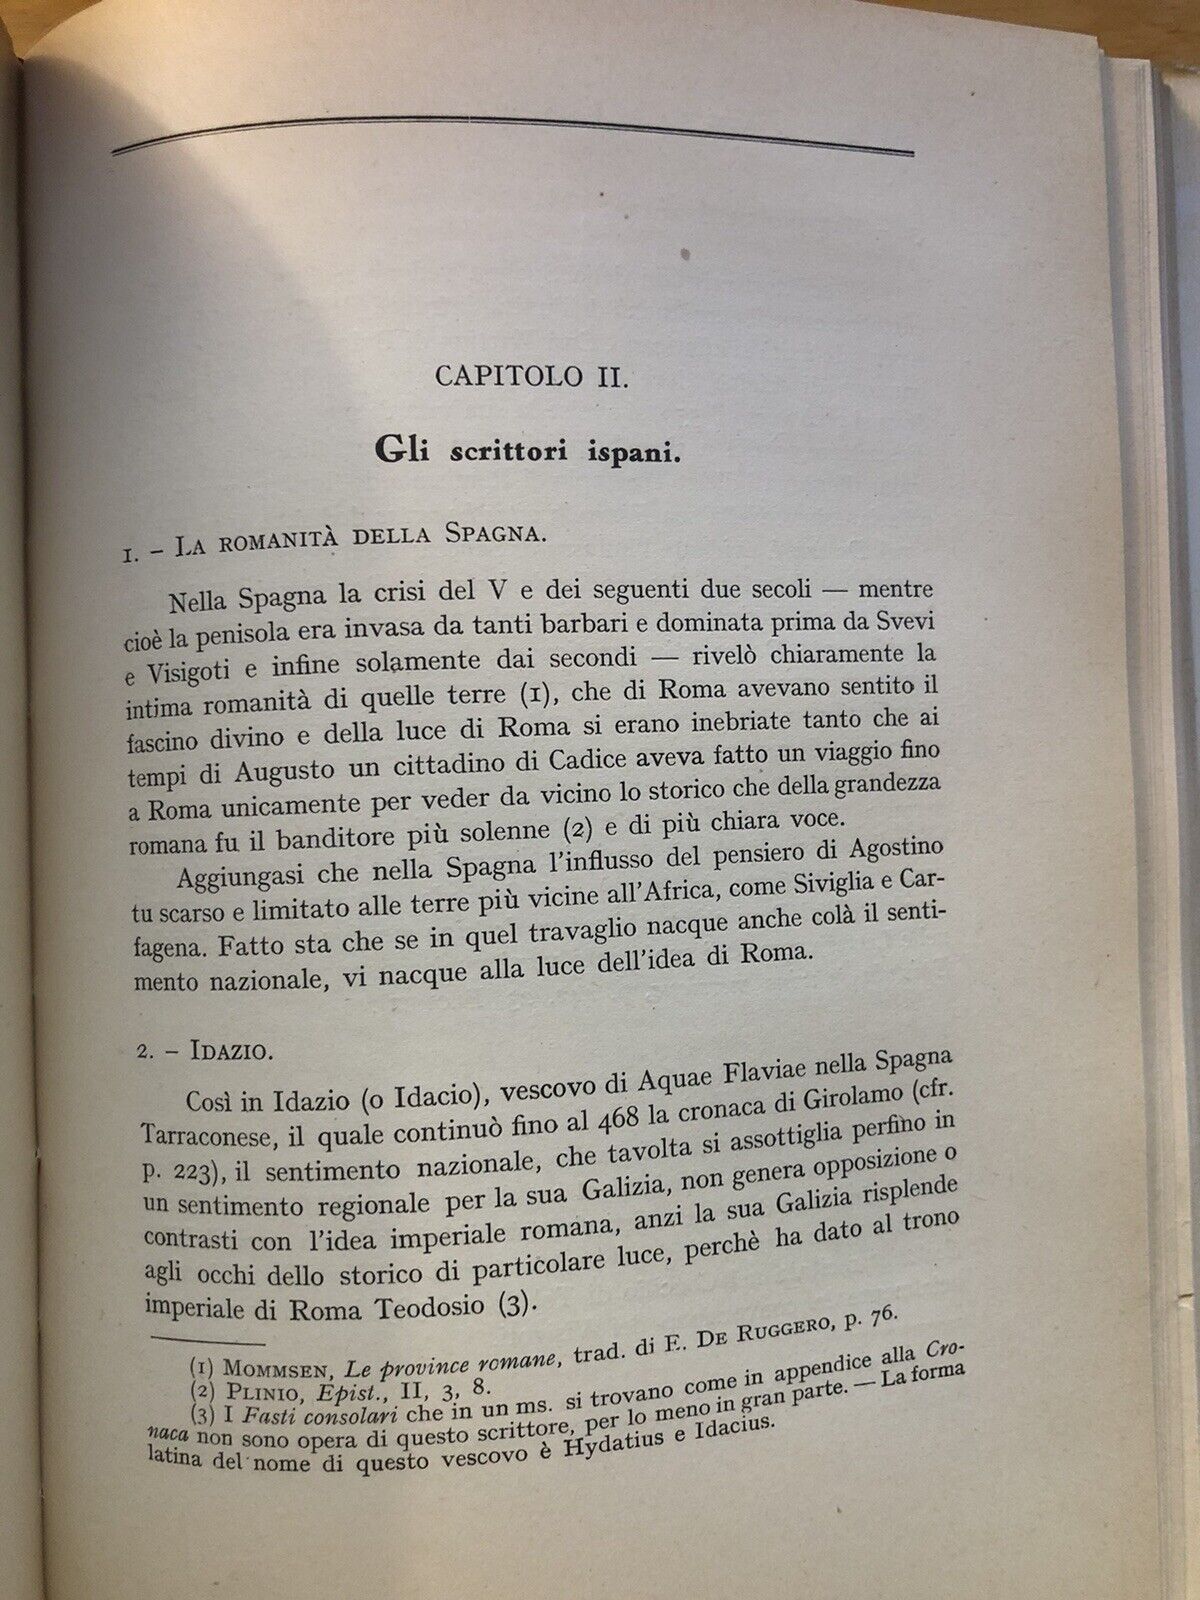 CAPITOLO II.
Gli scrittori ispani.
1. – LA ROMANITÀ DELLA SPAGNA.
Nella Spagna la crisi del V e dei seguenti due secoli — mentre
cioè la penisola era invasa da tanti barbari e dominata prima da Svevi
e Visigoti e infine solamente dai secondi — rivelò chiaramente la
intima romanità di quelle terre (1), che di Roma avevano sentito il
fascino divino e della luce di Roma si erano inebriate tanto che ai
tempi di Augusto un cittadino di Cadice aveva fatto un viaggio fino
a Roma unicamente per veder da vicino lo storico che della grandezza
romana fu il banditore più solenne (2) e di più chiara voce.
Aggiungasi che nella Spagna l'influsso del pensiero di Agostino
fu scarso e limitato alle terre più vicine all'Africa, come Siviglia e Car-
tagena. Fatto sta che se in quel travaglio nacque anche colà il senti-
mento nazionale, vi nacque alla luce dell'idea di Roma.
2. – IDAZIO.
Così in Idazio (o Idacio), vescovo di Aquae Flaviae nella Spagna
Tarraconese, il quale continuò fino al 468 la cronaca di Girolamo (cfr.
p. 223), il sentimento nazionale, che tavolta si assottiglia perfino in
un sentimento regionale per la sua Galizia, non genera opposizione o
contrasti con l'idea imperiale romana, anzi la sua Galizia risplende
agli occhi dello storico di particolare luce, perchè ha dato al trono
imperiale di Roma Teodosio (3).
(1) MOMMSEN, Le province romane, trad. di E. DE RUGGERO, p. 76.
(2) PLINIO, Epist., II, 3, 8.
(3) I Fasti consolari che in un ms. si trovano come in appendice alla Cro-
naca non sono opera di questo scrittore, per lo meno in gran parte. — La forma
latina del nome di questo vescovo è Hydatius e Idacius.